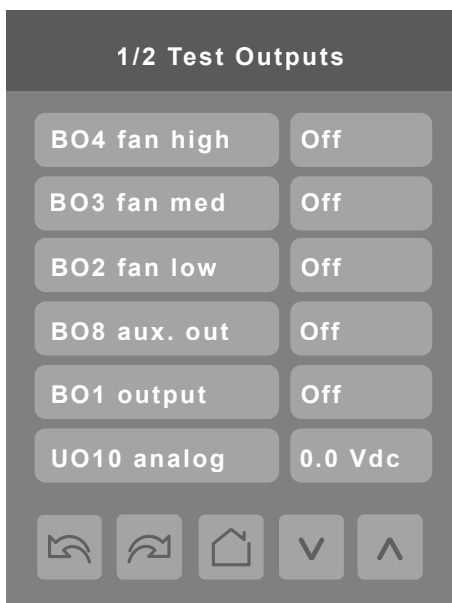 1/2 Test Outputs
BO4 fan high Off
BO3 fan med Off
BO2 fan low Off
BO8 aux. out Off
BO1 output Off
UO10 analog 0.0 Vdc